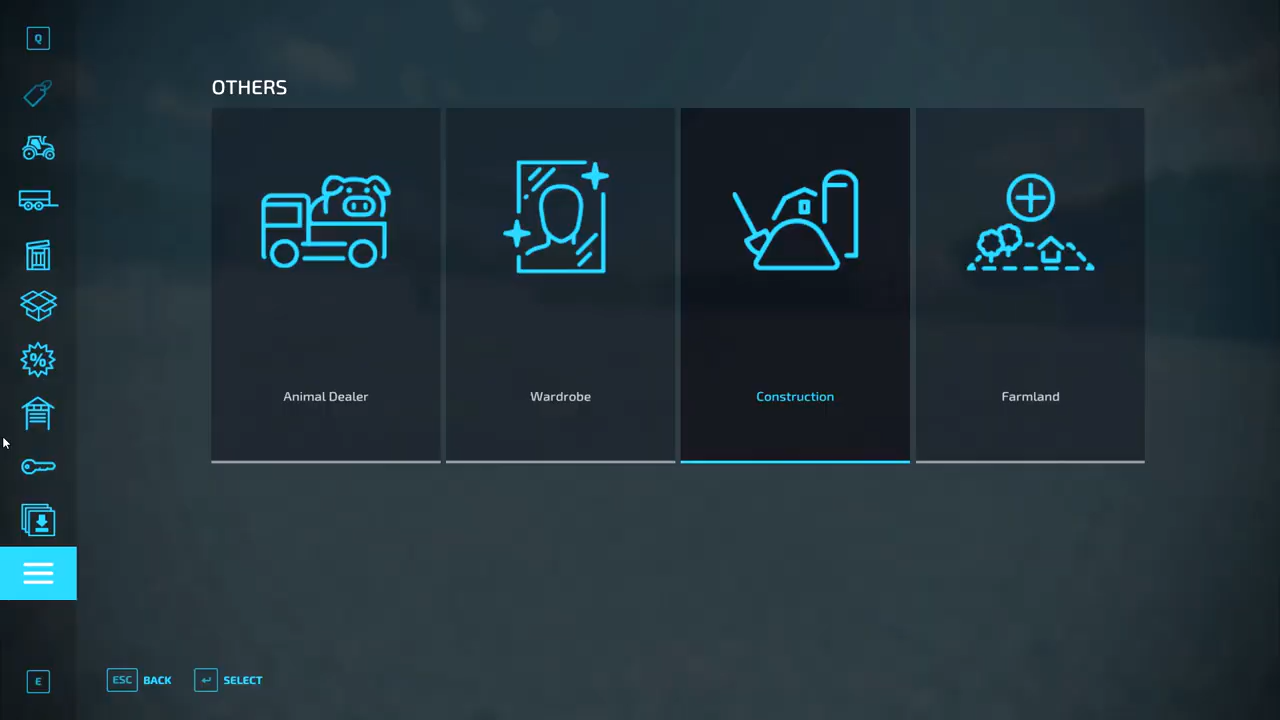 Q
OTHERS
%
Animal Dealer
Wardrobe
Construction
Farmland
E
ESC BACK
SELECT